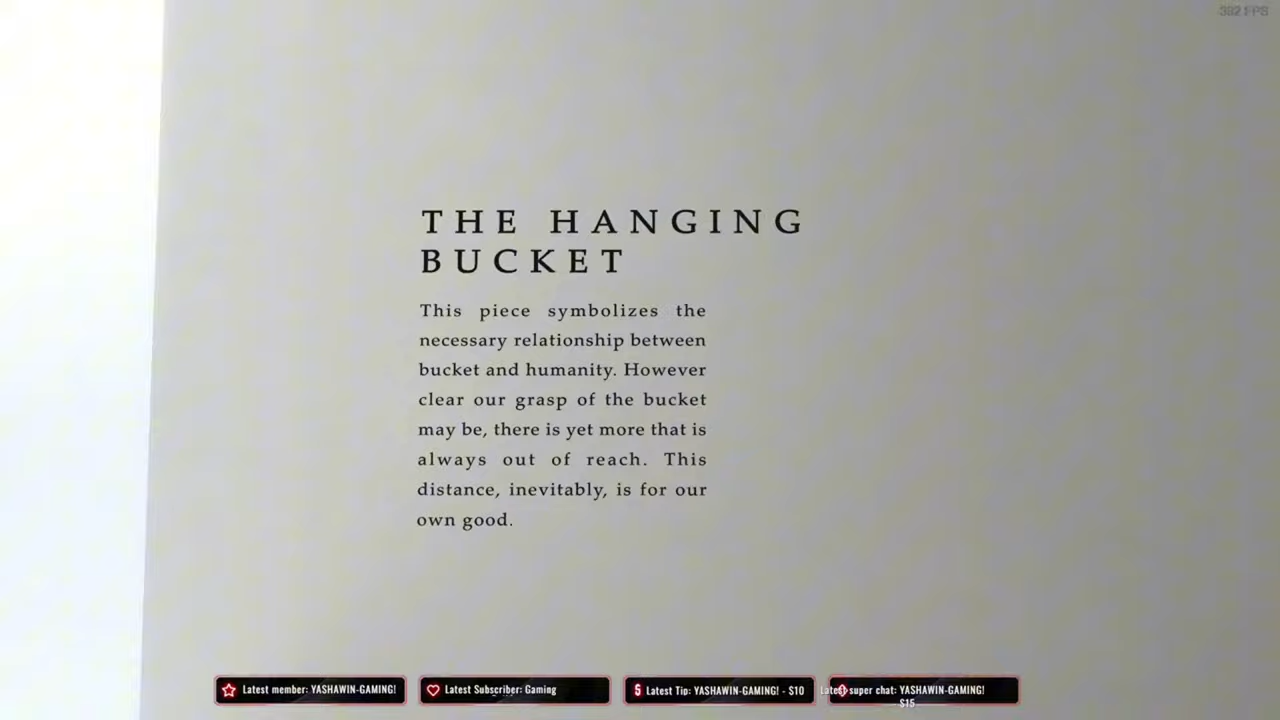 392 FPS
THE HANGING
BUCKET
This piece symbolizes the
necessary relationship between
bucket and humanity. However
clear our grasp of the bucket
may be, there is yet more that is
always out of reach. This
distance, inevitably, is for our
own good.
Latest member: YASHAWIN-GAMING!
Latest Subscriber: Gaming
Latest Tip: YASHAWIN-GAMING! - $10
Latest super chat: YASHAWIN-GAMING!
$15